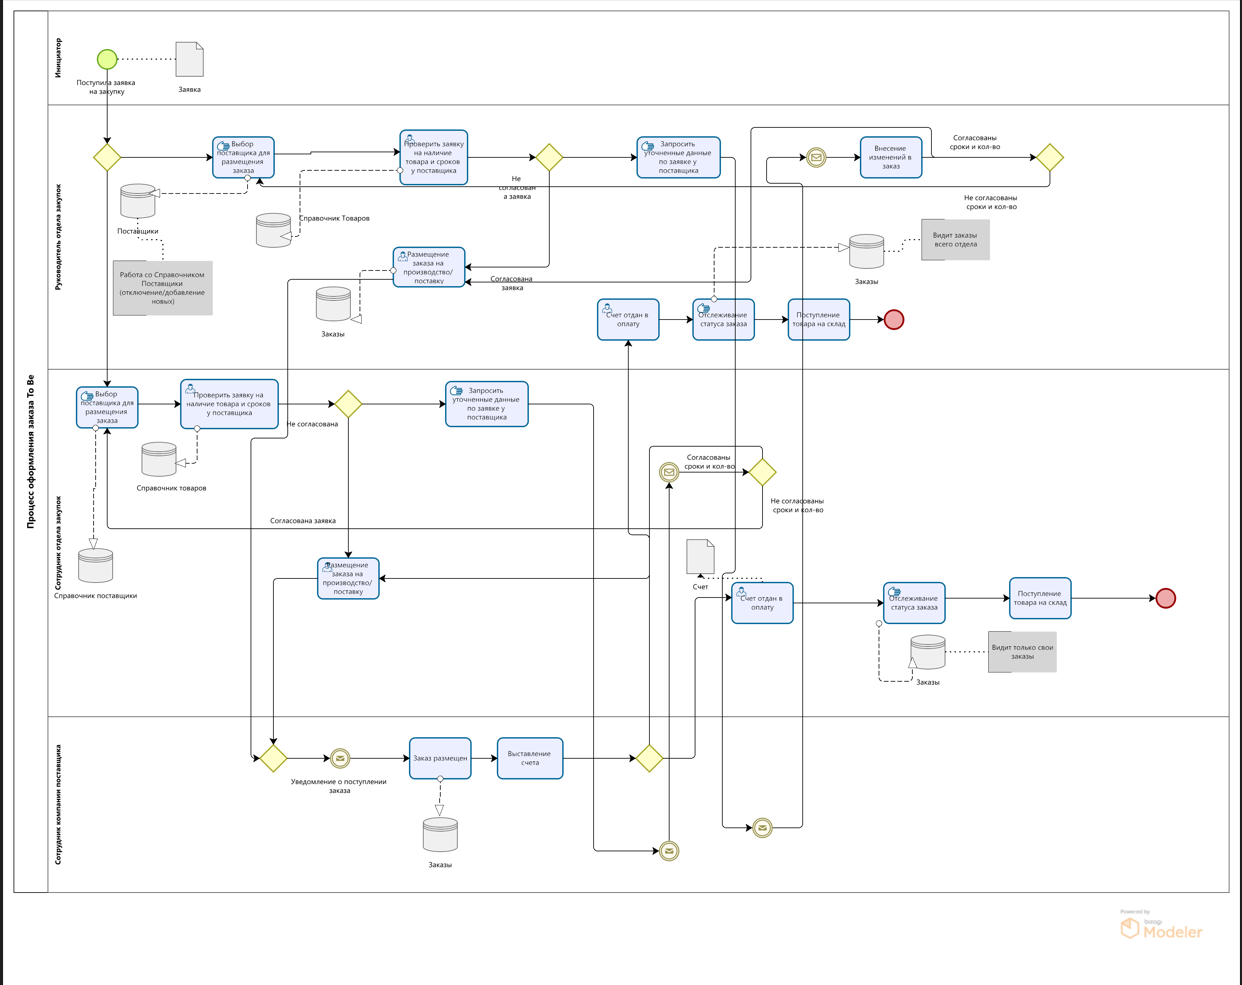 Процесс оформления заказа To Be
Инициатор
Поступила заявка
на закупку
Заявка
Руководитель отдела закупок
Выбор
поставщика для
размещения
заказа
Проверить заявку
на наличие
товара и сроков
у поставщика
Запросить
уточненные данные
по заявке у
поставщика
Внесение
изменений в
заказ
Согласованы
сроки и кол-во
Не согласованы
сроки и кол-во
Не
согласован
а заявка
Поставщики
Справочник Товаров
Работа со Справочником
Поставщики
(отключение/добавление
новых)
Размещение
заказа на
производство/
поставку
Согласована
заявка
Заказы
Видит заказы
всего отдела
Заказы
Счет отдан в
оплату
Отслеживание
статуса заказа
Поступление
товара на склад
Сотрудник отдела закупок
Выбор
поставщика для
размещения
заказа
Проверить заявку на
наличие товара и сроков
у поставщика
Не согласована
Запросить
уточненные данные
по заявке у
поставщика
Согласованы
сроки и кол-во
Не согласованы
сроки и кол-во
Справочник товаров
Согласована заявка
Справочник поставщики
Размещение
заказа на
производство/
поставку
Счет
Счет отдан в
оплату
Отслеживание
статуса заказа
Поступление
товара на склад
Видит только свои
заказы
Заказы
Сотрудник компании поставщика
Уведомление о поступлении
заказа
Заказ размещен
Выставление
счета
Заказы
Powered by
bizagi
Modeler